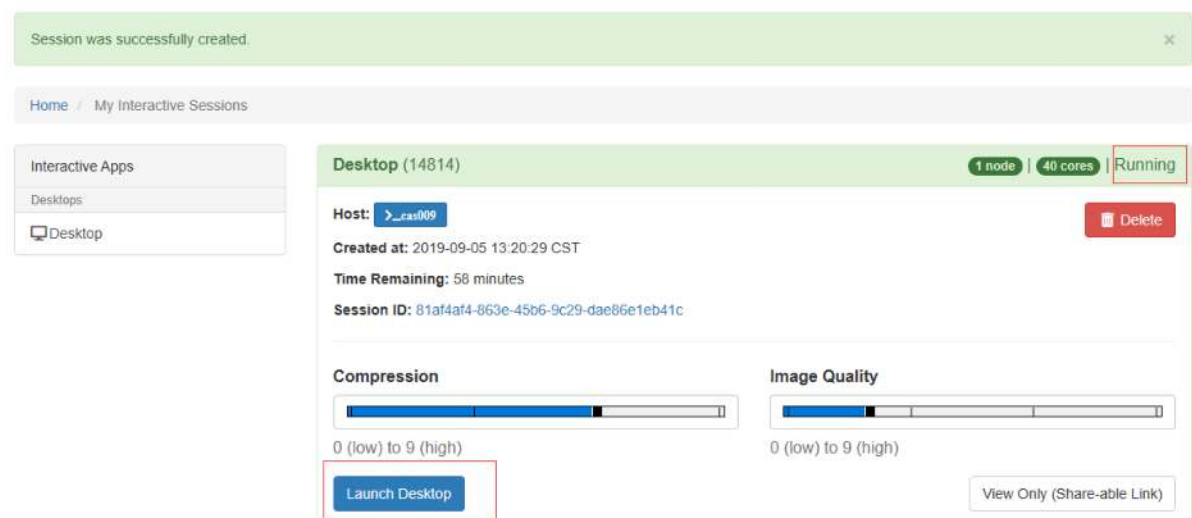 Session was successfully created.
×
Home / My Interactive Sessions
Interactive Apps
Desktops
Desktop
Desktop (14814)
1 node | 40 cores | Running
Host: >_cas009
Delete
Created at: 2019-09-05 13:20:29 CST
Time Remaining: 58 minutes
Session ID: 81af4af4-863e-45b6-9c29-dae86e1eb41c
Compression
0 (low) to 9 (high)
Image Quality
0 (low) to 9 (high)
Launch Desktop
View Only (Share-able Link)